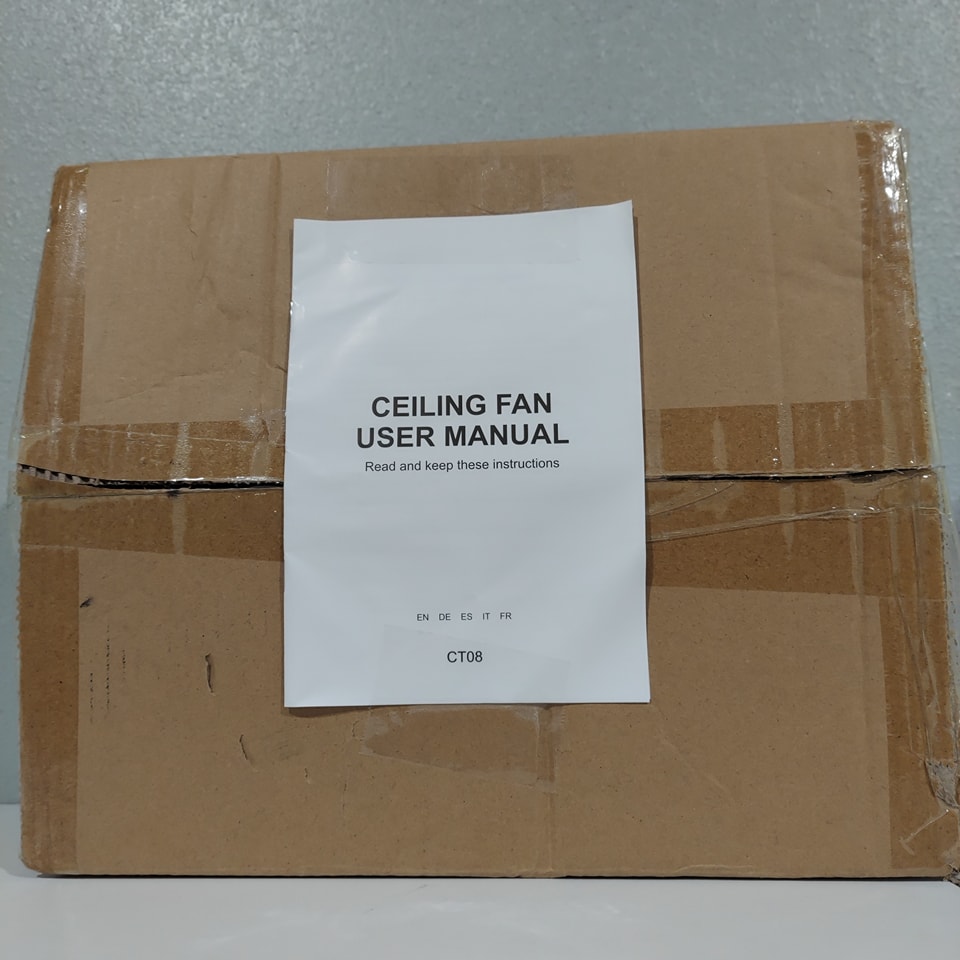 CEILING FAN
USER MANUAL
Read and keep these instructions
EN DE ES IT FR
CT08